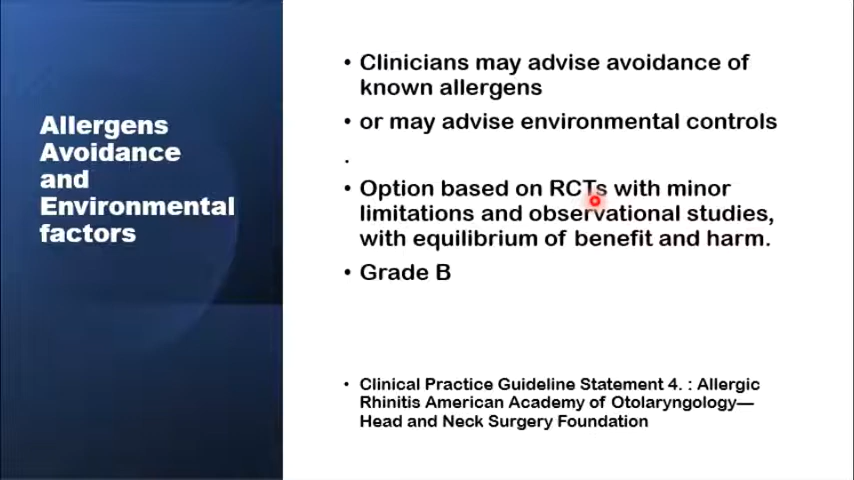 Allergens
Avoidance
and
Environmental
factors
• Clinicians may advise avoidance of
known allergens
• or may advise environmental controls
.
• Option based on RCTs with minor
limitations and observational studies,
with equilibrium of benefit and harm.
• Grade B
• Clinical Practice Guideline Statement 4. : Allergic
Rhinitis American Academy of Otolaryngology—
Head and Neck Surgery Foundation